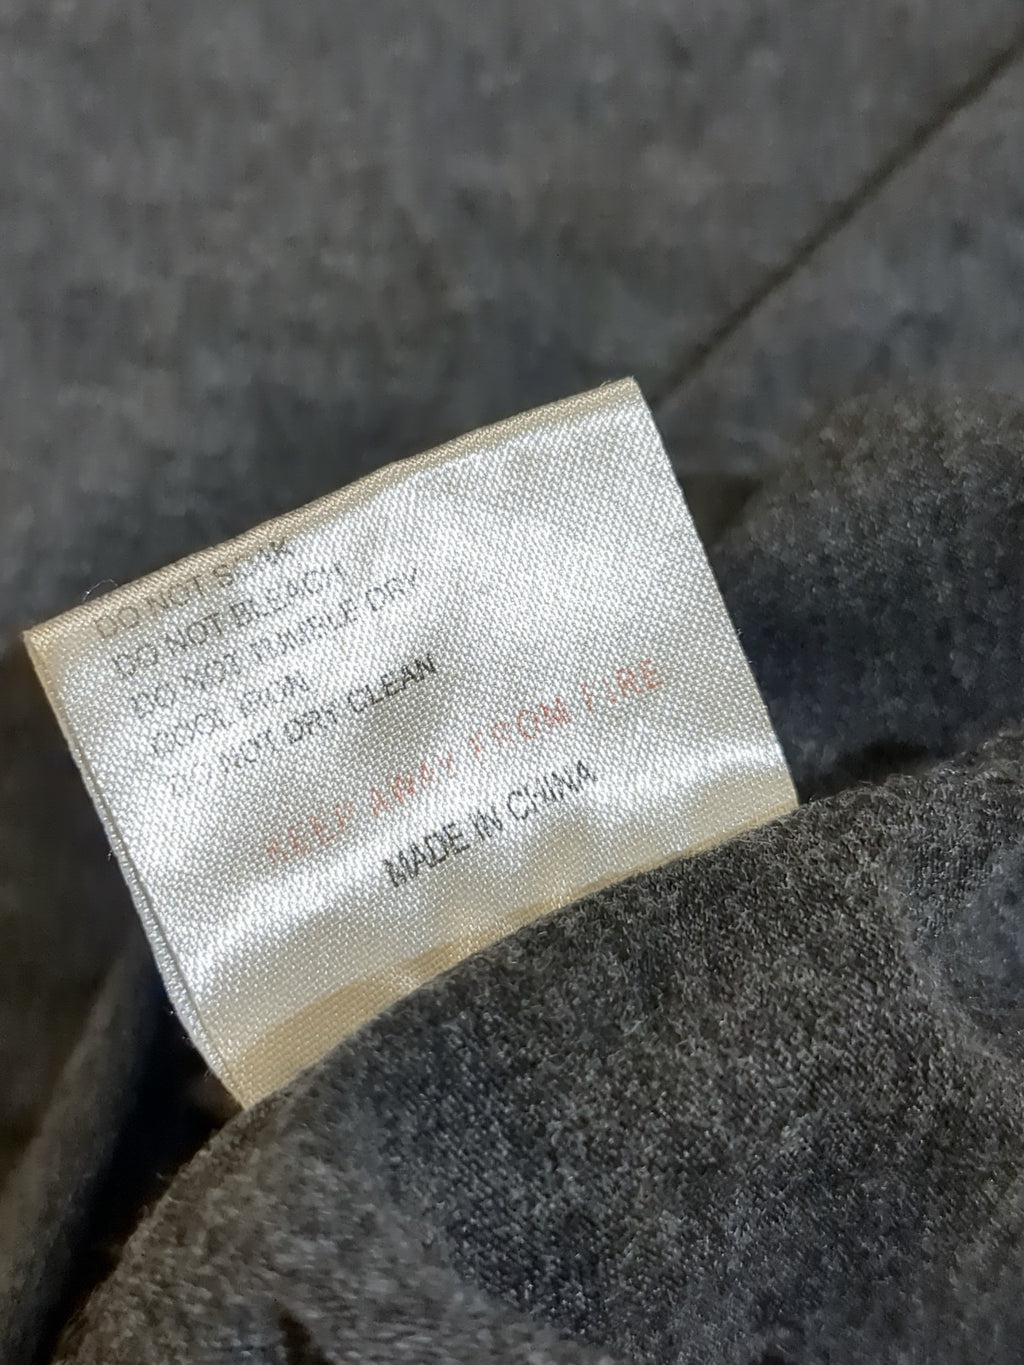 DO NOT SOAK
DO NOT BLEACH
DO NOT TUMBLE DRY
COOL IRON
DO NOT DRY CLEAN
KEEP AWAY FROM FIRE
MADE IN CHINA